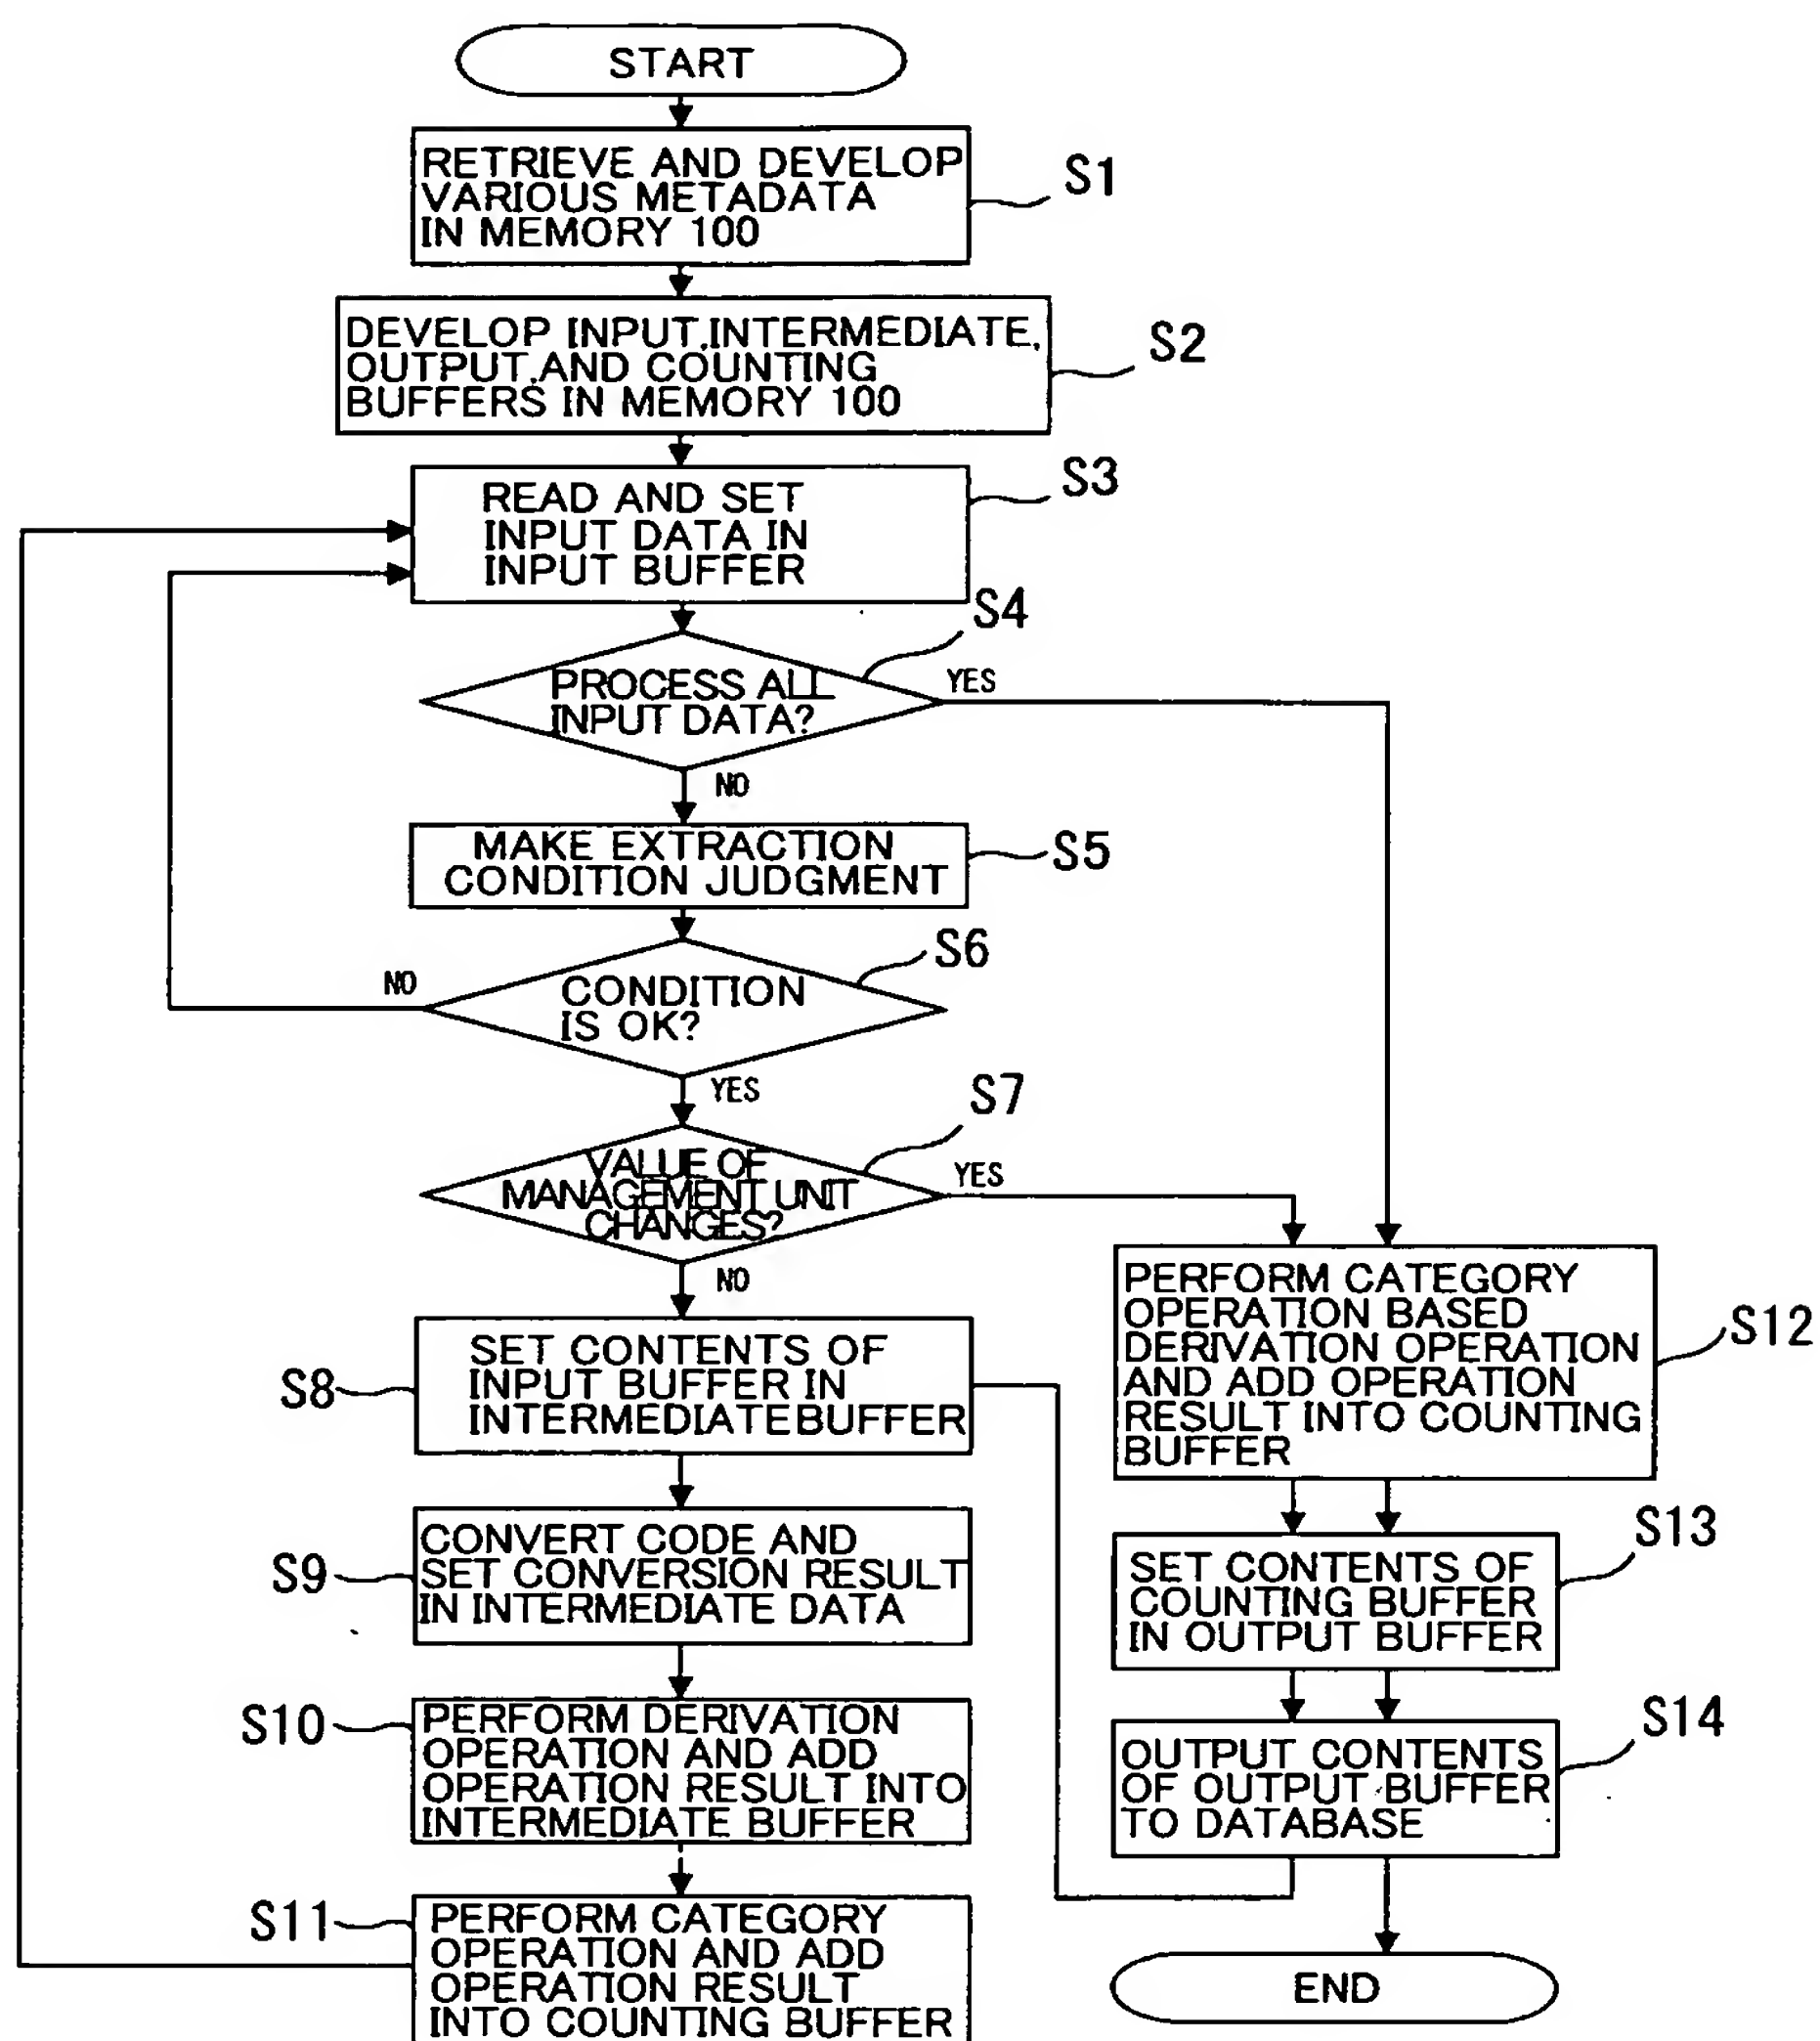 START
RETRIEVE AND DEVELOP
VARIOUS METADATA
IN MEMORY 100
S1
DEVELOP INPUT,INTERMEDIATE,
OUTPUT,AND COUNTING
BUFFERS IN MEMORY 100
S2
READ AND SET
INPUT DATA IN
INPUT BUFFER
S3
S4
PROCESS ALL
INPUT DATA?
YES
NO
MAKE EXTRACTION
CONDITION JUDGMENT
S5
S6
CONDITION
IS OK?
NO
YES
S7
VALUE OF
MANAGEMENT UNIT
CHANGES?
YES
NO
S8
SET CONTENTS OF
INPUT BUFFER IN
INTERMEDIATE BUFFER
S9
CONVERT CODE AND
SET CONVERSION RESULT
IN INTERMEDIATE DATA
S10
PERFORM DERIVATION
OPERATION AND ADD
OPERATION RESULT INTO
INTERMEDIATE BUFFER
S11
PERFORM CATEGORY
OPERATION AND ADD
OPERATION RESULT
INTO COUNTING BUFFER
PERFORM CATEGORY
OPERATION BASED
DERIVATION OPERATION
AND ADD OPERATION
RESULT INTO COUNTING
BUFFER
S12
SET CONTENTS OF
COUNTING BUFFER
IN OUTPUT BUFFER
S13
OUTPUT CONTENTS
OF OUTPUT BUFFER
TO DATABASE
S14
END